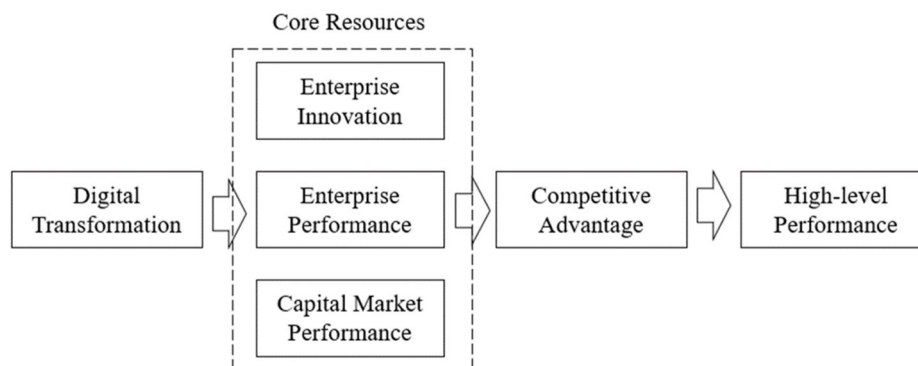 Core Resources
Enterprise
Innovation
Digital
Transformation
Enterprise
Performance
Competitive
Advantage
High-level
Performance
Capital Market
Performance